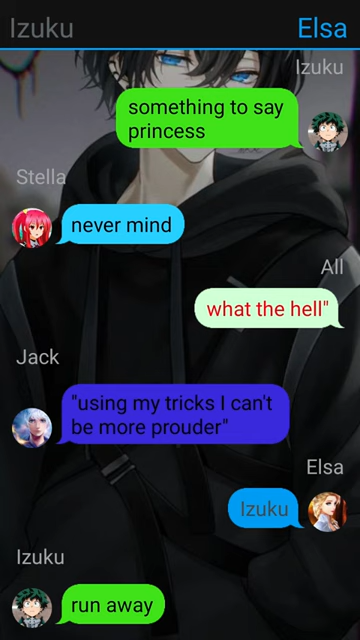 Izuku Elsa
Izuku
something to say
princess
Stella
never mind
All
what the hell"
Jack
"using my tricks I can't
be more prouder"
Elsa
Izuku
Izuku
run away